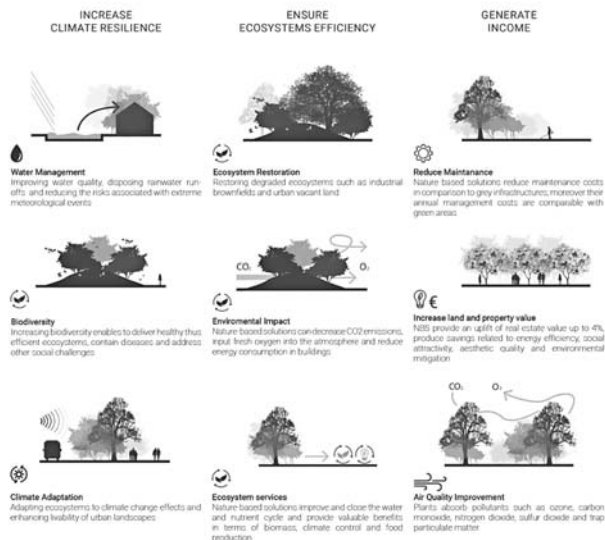 INCREASE
CLIMATE RESILIENCE
ENSURE
ECOSYSTEMS EFFICIENCY
GENERATE
INCOME
Water Management
Improving water quality, disposing rainwater run-
offs and reducing the risks associated with extreme
meteorological events
Ecosystem Restoration
Restoring degraded ecosystems such as industrial
brownfields and urban vacant land
Reduce Maintanance
Nature based solutions reduce maintenance costs
in comparison to grey infrastructures; moreover their
annual management costs are comparable with
green areas
CO₂
O₂
€
Biodiversity
Increasing biodiversity enables to deliver healthy thus
efficient ecosystems, contain diseases and address
other social challenges
Enviromental Impact
Nature based solutions can decrease CO2 emissions,
input fresh oxygen into the atmosphere and reduce
energy consumption in buildings
Increase land and property value
NBS provide an uplift of real estate value up to 4%,
produce savings related to energy efficiency, social
attractivity, aesthetic quality and environmental
mitigation
CO₂
O₂
Climate Adaptation
Adapting ecosystems to climate change effects and
enhancing livability of urban landscapes
Ecosystem services
Nature based solutions improve and close the water
and nutrient cycle and provide valuable benefits
in terms of biomass, climate control and food
production
Air Quality Improvement
Plants absorb pollutants such as ozone, carbon
monoxide, nitrogen dioxide, sulfur dioxide and trap
particulate matter